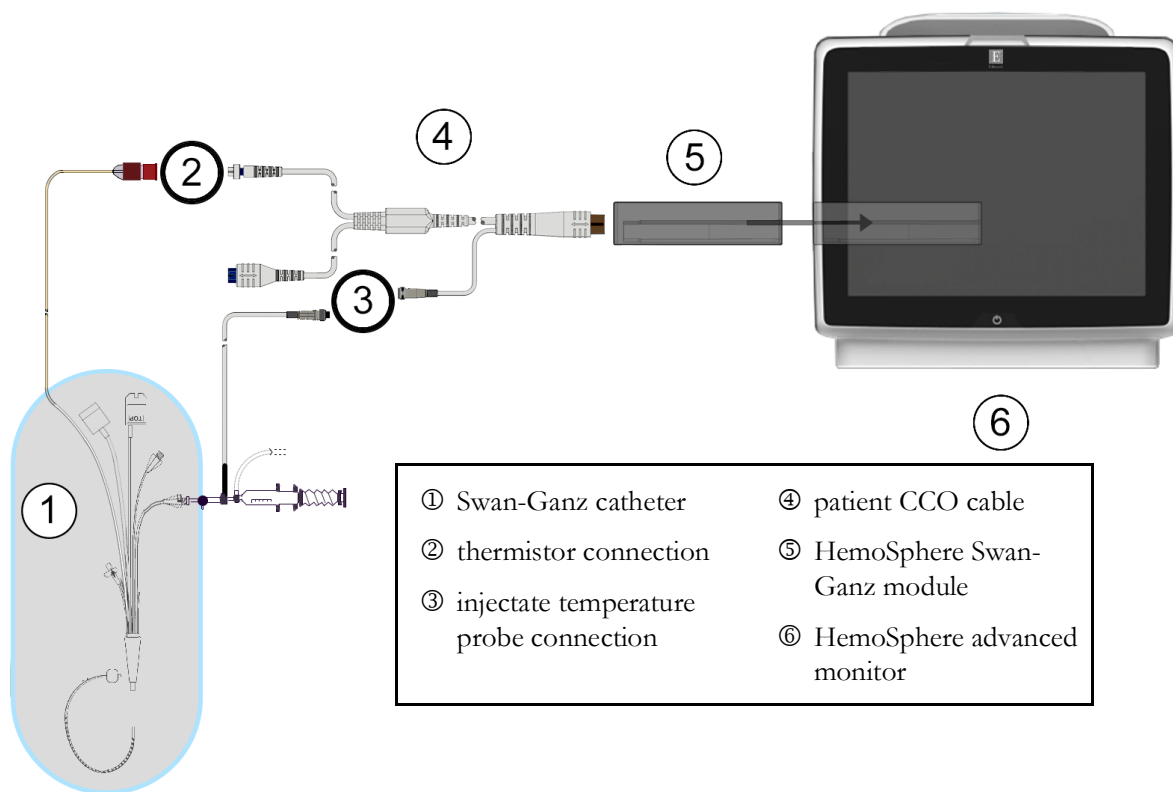 E
2
4
5
3
TOP
1
6
① Swan-Ganz catheter
② thermistor connection
③ injectate temperature
probe connection
④ patient CCO cable
⑤ HemoSphere Swan-
Ganz module
⑥ HemoSphere advanced
monitor